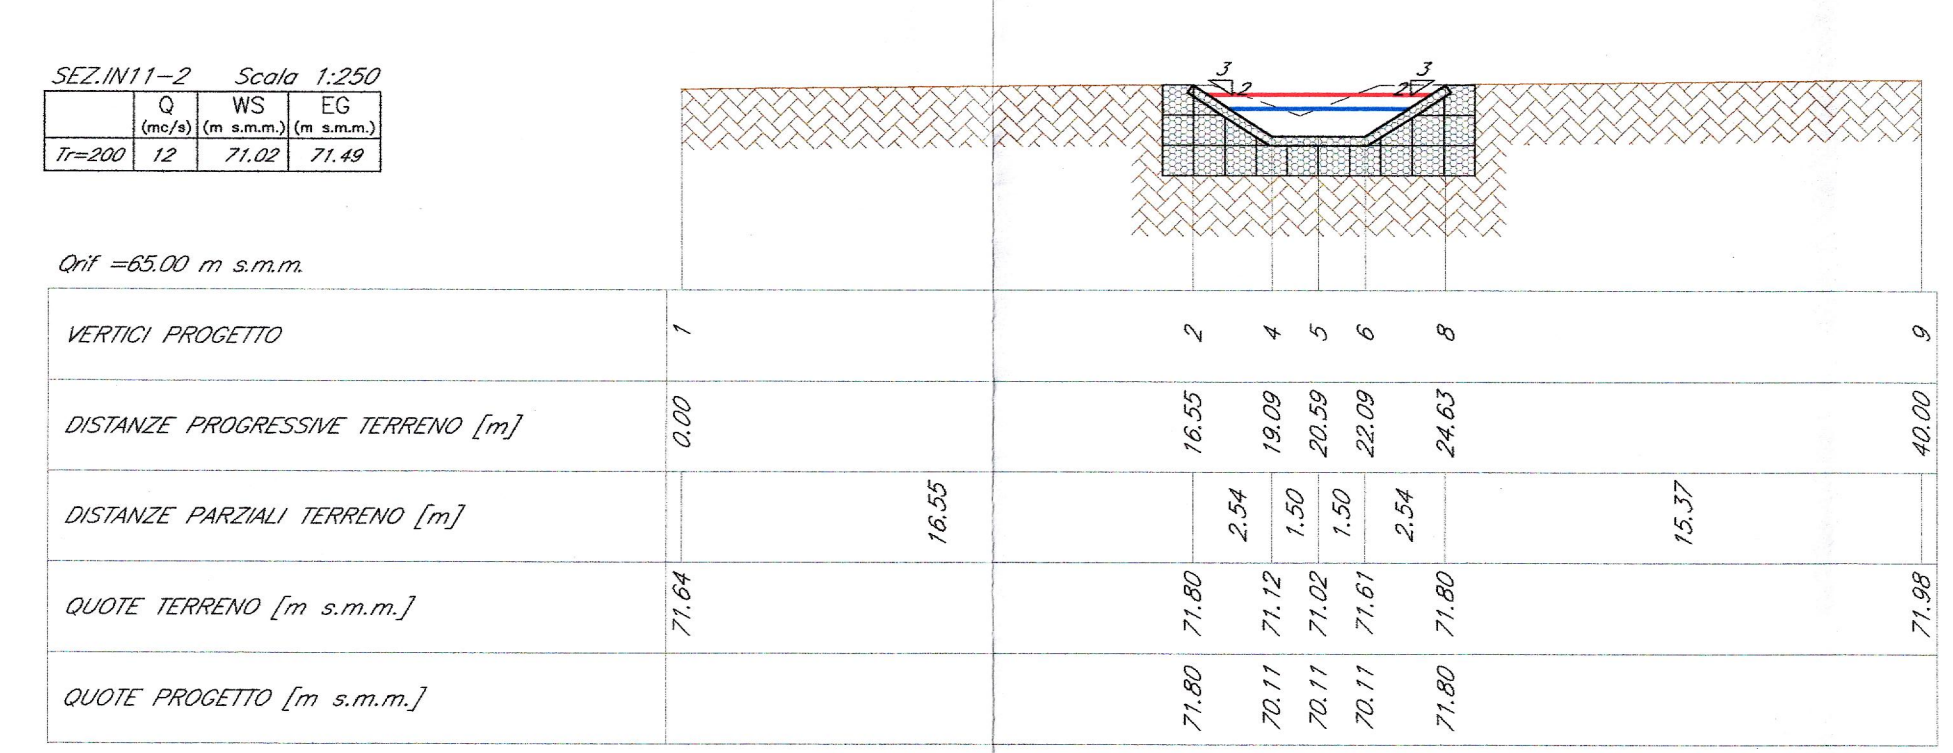 SEZ.IN11-2 Scala 1:250
Q WS EG
(mc/s) (m s.m.m.) (m s.m.m.)
Tr=200 12 71.02 71.49
3 3
2 2
Qrif =65.00 m s.m.m.
VERTICI PROGETTO 1 2 4 5 6 8 9
DISTANZE PROGRESSIVE TERRENO [m] 0.00 16.55 19.09 20.59 22.09 24.63 40.00
DISTANZE PARZIALI TERRENO [m] 16.55 2.54 1.50 1.50 2.54 15.37
QUOTE TERRENO [m s.m.m.] 71.64 71.80 71.12 71.02 71.61 71.80 71.98
QUOTE PROGETTO [m s.m.m.] 71.80 70.11 70.11 70.11 71.80